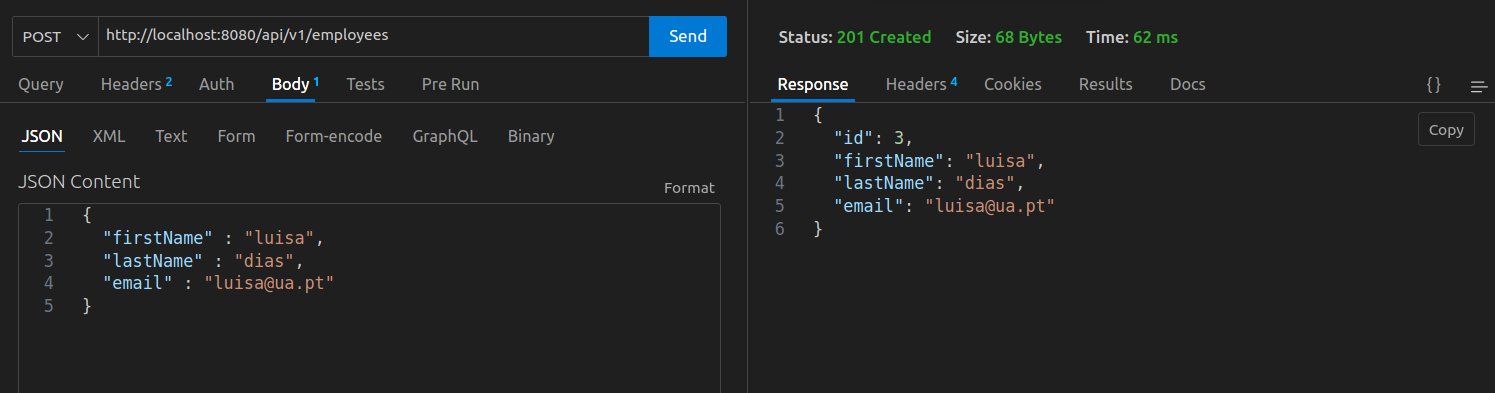 POST http://localhost:8080/api/v1/employees Send
Query Headers 2 Auth Body 1 Tests Pre Run
JSON XML Text Form Form-encode GraphQL Binary
JSON Content Format
1 {
2 "firstName" : "luisa",
3 "lastName" : "dias",
4 "email" : "luisa@ua.pt"
5 }
Status: 201 Created Size: 68 Bytes Time: 62 ms
Response Headers 4 Cookies Results Docs {}
Copy
1 {
2 "id": 3,
3 "firstName": "luisa",
4 "lastName": "dias",
5 "email": "luisa@ua.pt"
6 }